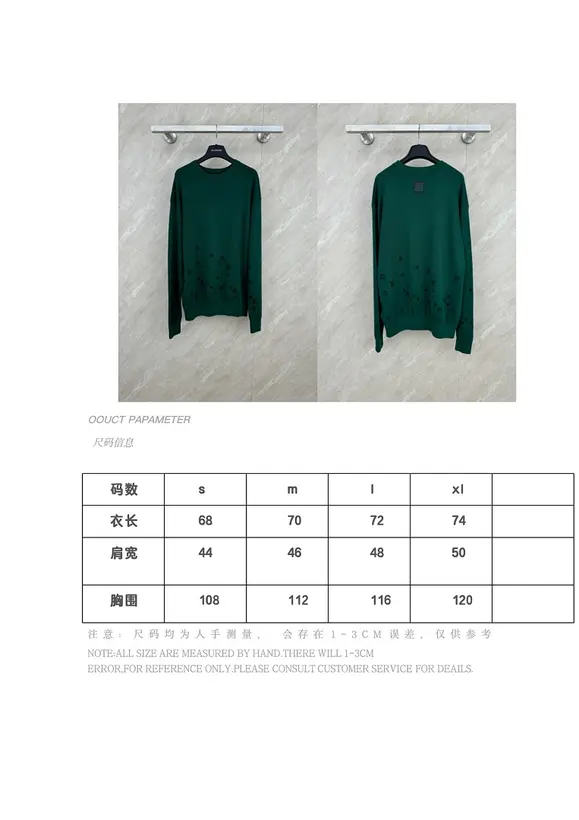 OOUCT PAPAMETER
尺码信息
码数 s m l xl
衣长 68 70 72 74
肩宽 44 46 48 50
胸围 108 112 116 120
注意：尺码均为人手测量，会存在1-3CM误差，仅供参考
NOTE:ALL SIZE ARE MEASURED BY HAND.THERE WILL 1-3CM
ERROR,FOR REFERENCE ONLY.PLEASE CONSULT CUSTOMER SERVICE FOR DEAILS.